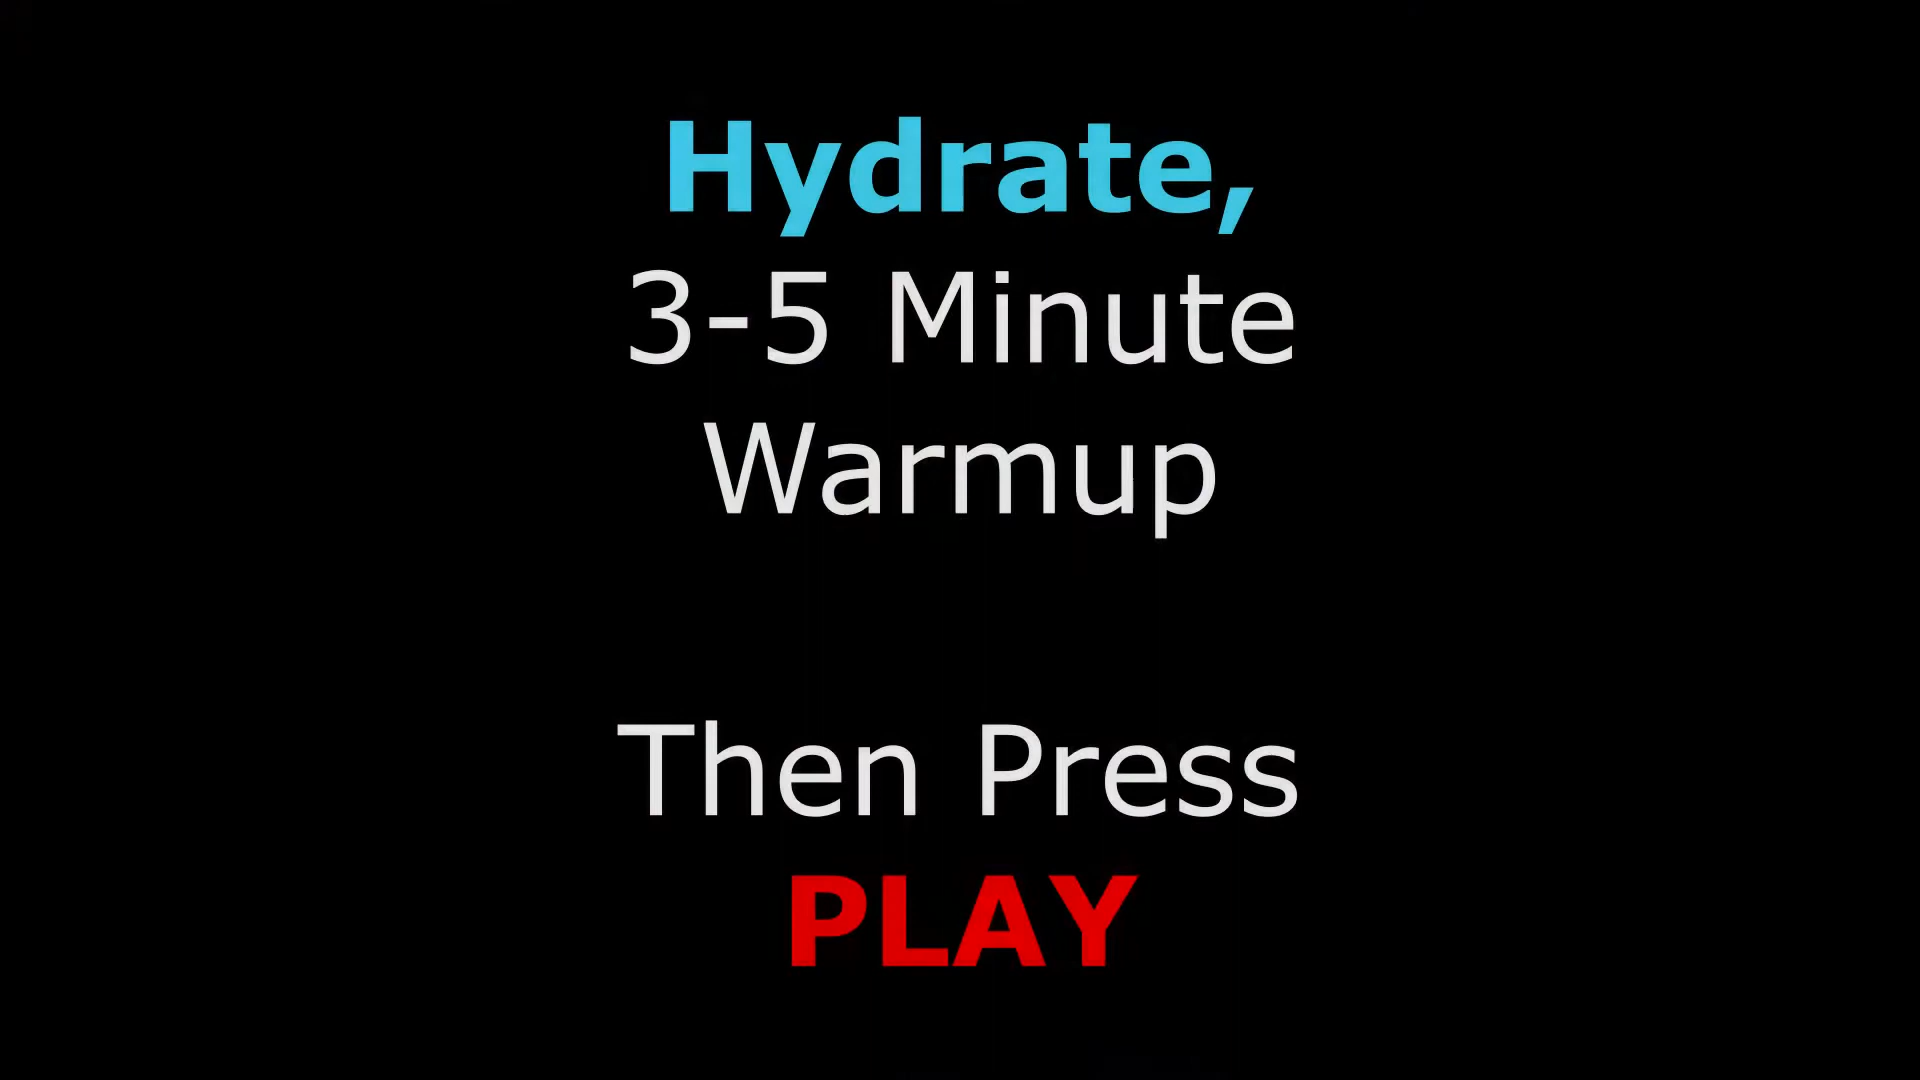 Hydrate,
3-5 Minute
Warmup
Then Press
PLAY